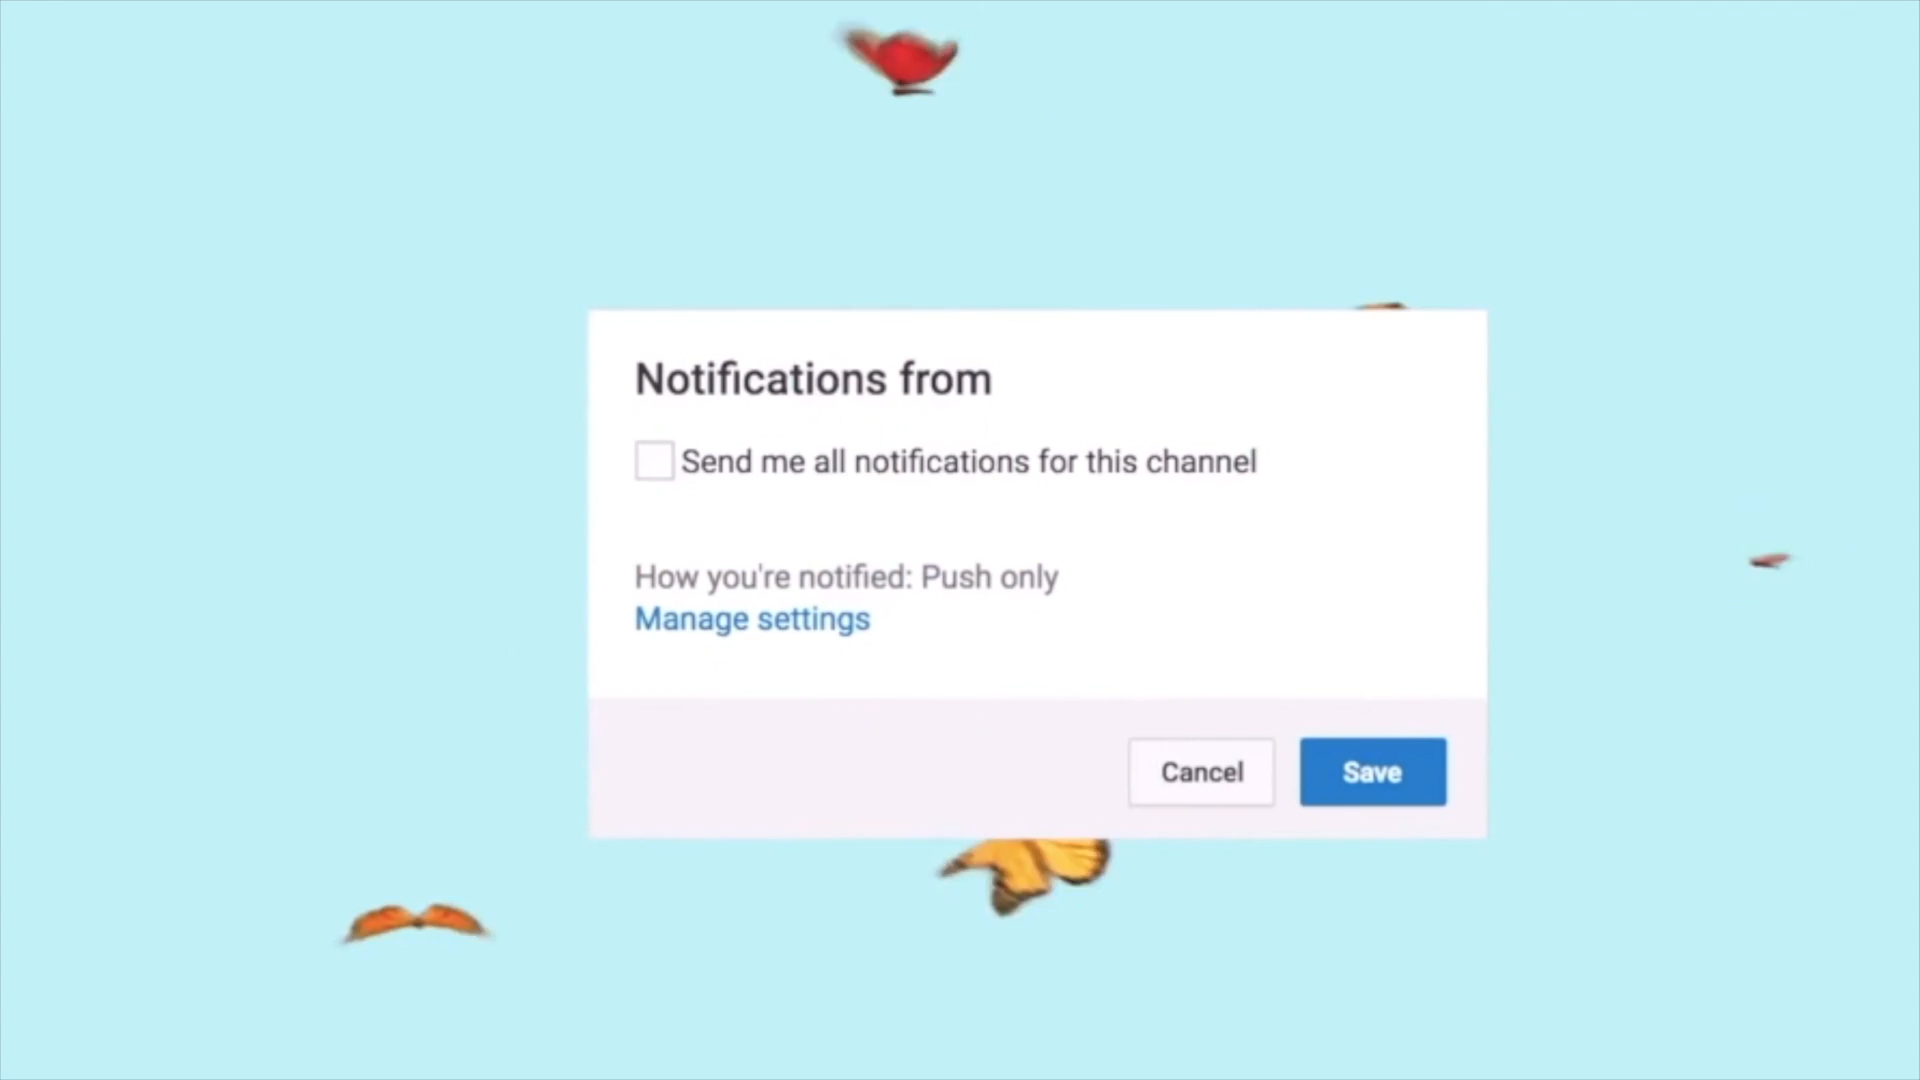 Notifications from
Send me all notifications for this channel
How you're notified: Push only
Manage settings
Cancel
Save